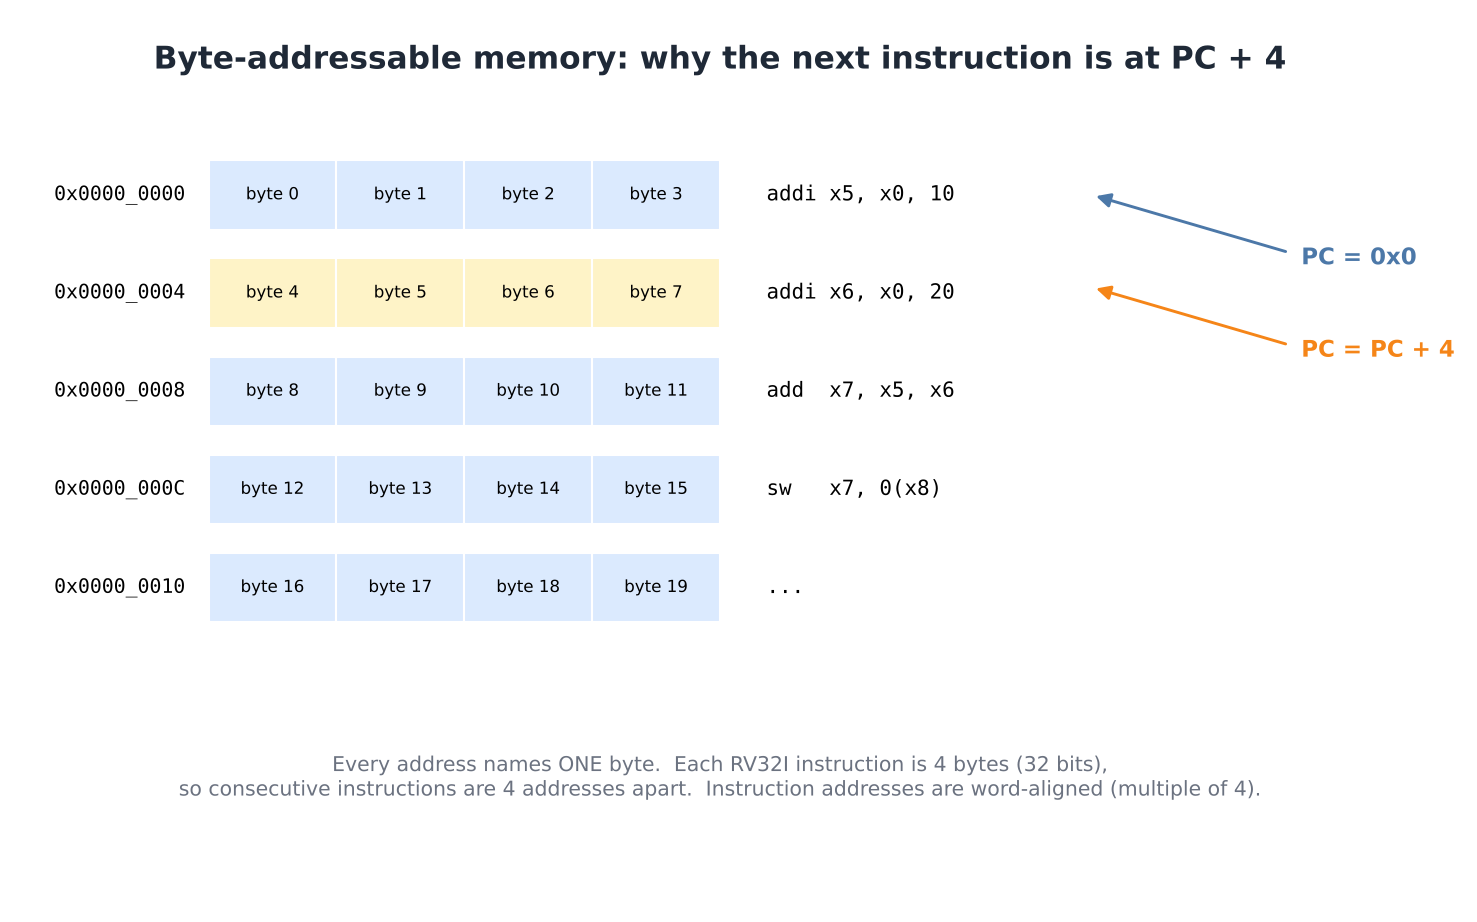 Byte-addressable memory: why the next instruction is at PC + 4
0x0000_0000 byte 0 byte 1 byte 2 byte 3 addi x5, x0, 10
PC = 0x0
0x0000_0004 byte 4 byte 5 byte 6 byte 7 addi x6, x0, 20
PC = PC + 4
0x0000_0008 byte 8 byte 9 byte 10 byte 11 add  x7, x5, x6
0x0000_000C byte 12 byte 13 byte 14 byte 15 sw   x7, 0(x8)
0x0000_0010 byte 16 byte 17 byte 18 byte 19 ...
Every address names ONE byte.  Each RV32I instruction is 4 bytes (32 bits),
so consecutive instructions are 4 addresses apart.  Instruction addresses are word-aligned (multiple of 4).